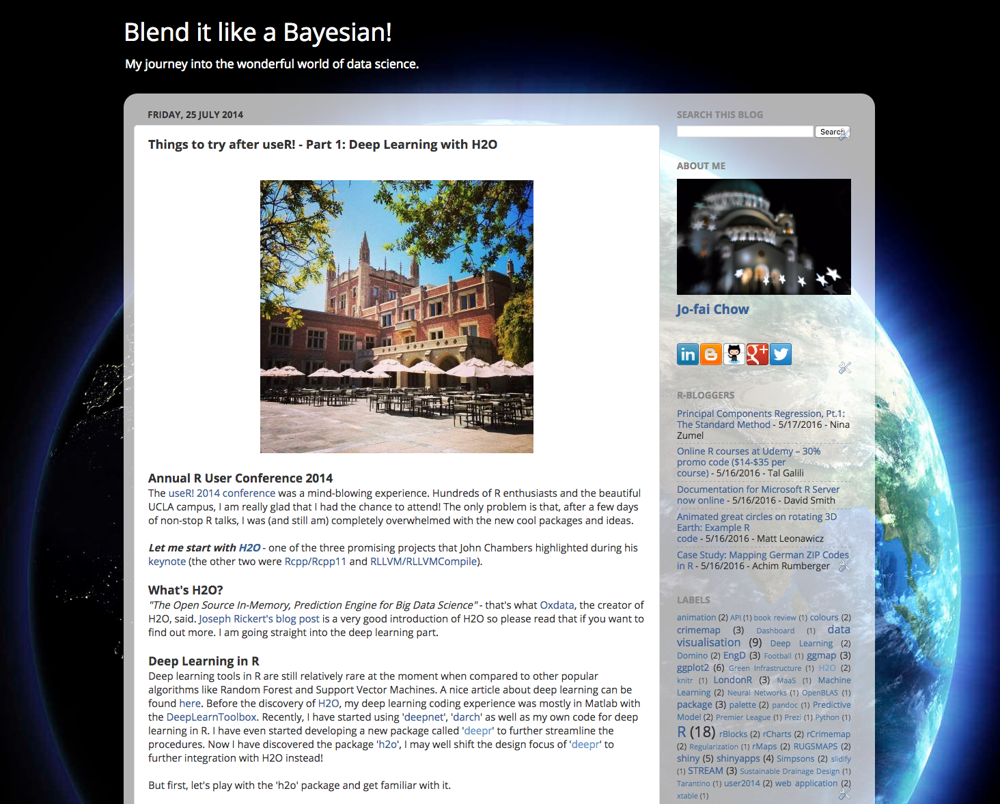 Blend it like a Bayesian!
My journey into the wonderful world of data science.
FRIDAY, 25 JULY 2014
Things to try after useR! - Part 1: Deep Learning with H2O
Annual R User Conference 2014
The useR! 2014 conference was a mind-blowing experience. Hundreds of R enthusiasts and the beautiful
UCLA campus, I am really glad that I had the chance to attend! The only problem is that, after a few days
of non-stop R talks, I was (and still am) completely overwhelmed with the new cool packages and ideas.
Let me start with H2O - one of the three promising projects that John Chambers highlighted during his
keynote (the other two were Rcpp/Rcpp11 and RLLVM/RLLVMCompile).
What's H2O?
"The Open Source In-Memory, Prediction Engine for Big Data Science" - that's what Oxdata, the creator of
H2O, said. Joseph Rickert's blog post is a very good introduction of H2O so please read that if you want to
find out more. I am going straight into the deep learning part.
Deep Learning in R
Deep learning tools in R are still relatively rare at the moment when compared to other popular
algorithms like Random Forest and Support Vector Machines. A nice article about deep learning can be
found here. Before the discovery of H2O, my deep learning coding experience was mostly in Matlab with
the DeepLearnToolbox. Recently, I have started using 'deepnet', 'darch' as well as my own code for deep
learning in R. I have even started developing a new package called 'deepr' to further streamline the
procedures. Now I have discovered the package 'h2o', I may well shift the design focus of 'deepr' to
further integration with H2O instead!
But first, let's play with the 'h2o' package and get familiar with it.
SEARCH THIS BLOG
Search
ABOUT ME
Jo-fai Chow
in
g+
R-BLOGGERS
Principal Components Regression, Pt.1:
The Standard Method - 5/17/2016 - Nina
Zumel
Online R courses at Udemy – 30%
promo code ($14-$35 per
course) - 5/16/2016 - Tal Galili
Documentation for Microsoft R Server
now online - 5/16/2016 - David Smith
Animated great circles on rotating 3D
Earth: Example R
code - 5/16/2016 - Matt Leonawicz
Case Study: Mapping German ZIP Codes
in R - 5/16/2016 - Achim Rumberger
LABELS
animation (2) API (1) book review (1) colours (2)
crimemap (3) Dashboard (1) data
visualisation (9) Deep Learning (2)
Domino (2) EngD (3) Football (1) ggmap (3)
ggplot2 (6) Green Infrastructure (1) H2O (2)
knitr (1) LondonR (3) MaaS (1) Machine
Learning (2) Neural Networks (1) OpenBLAS (1)
package (3) palette (2) pandoc (1) Predictive
Model (2) Premier League (1) Prezi (1) Python (1)
R (18) rBlocks (2) rCharts (2) rCrimemap
(2) Regularization (1) rMaps (2) RUGSMAPS (2)
shiny (5) shinyapps (4) Simpsons (2) slidify
(1) STREAM (3) Sustainable Drainage Design (1)
Tarantino (1) user2014 (2) web application (2)
xtable (1)